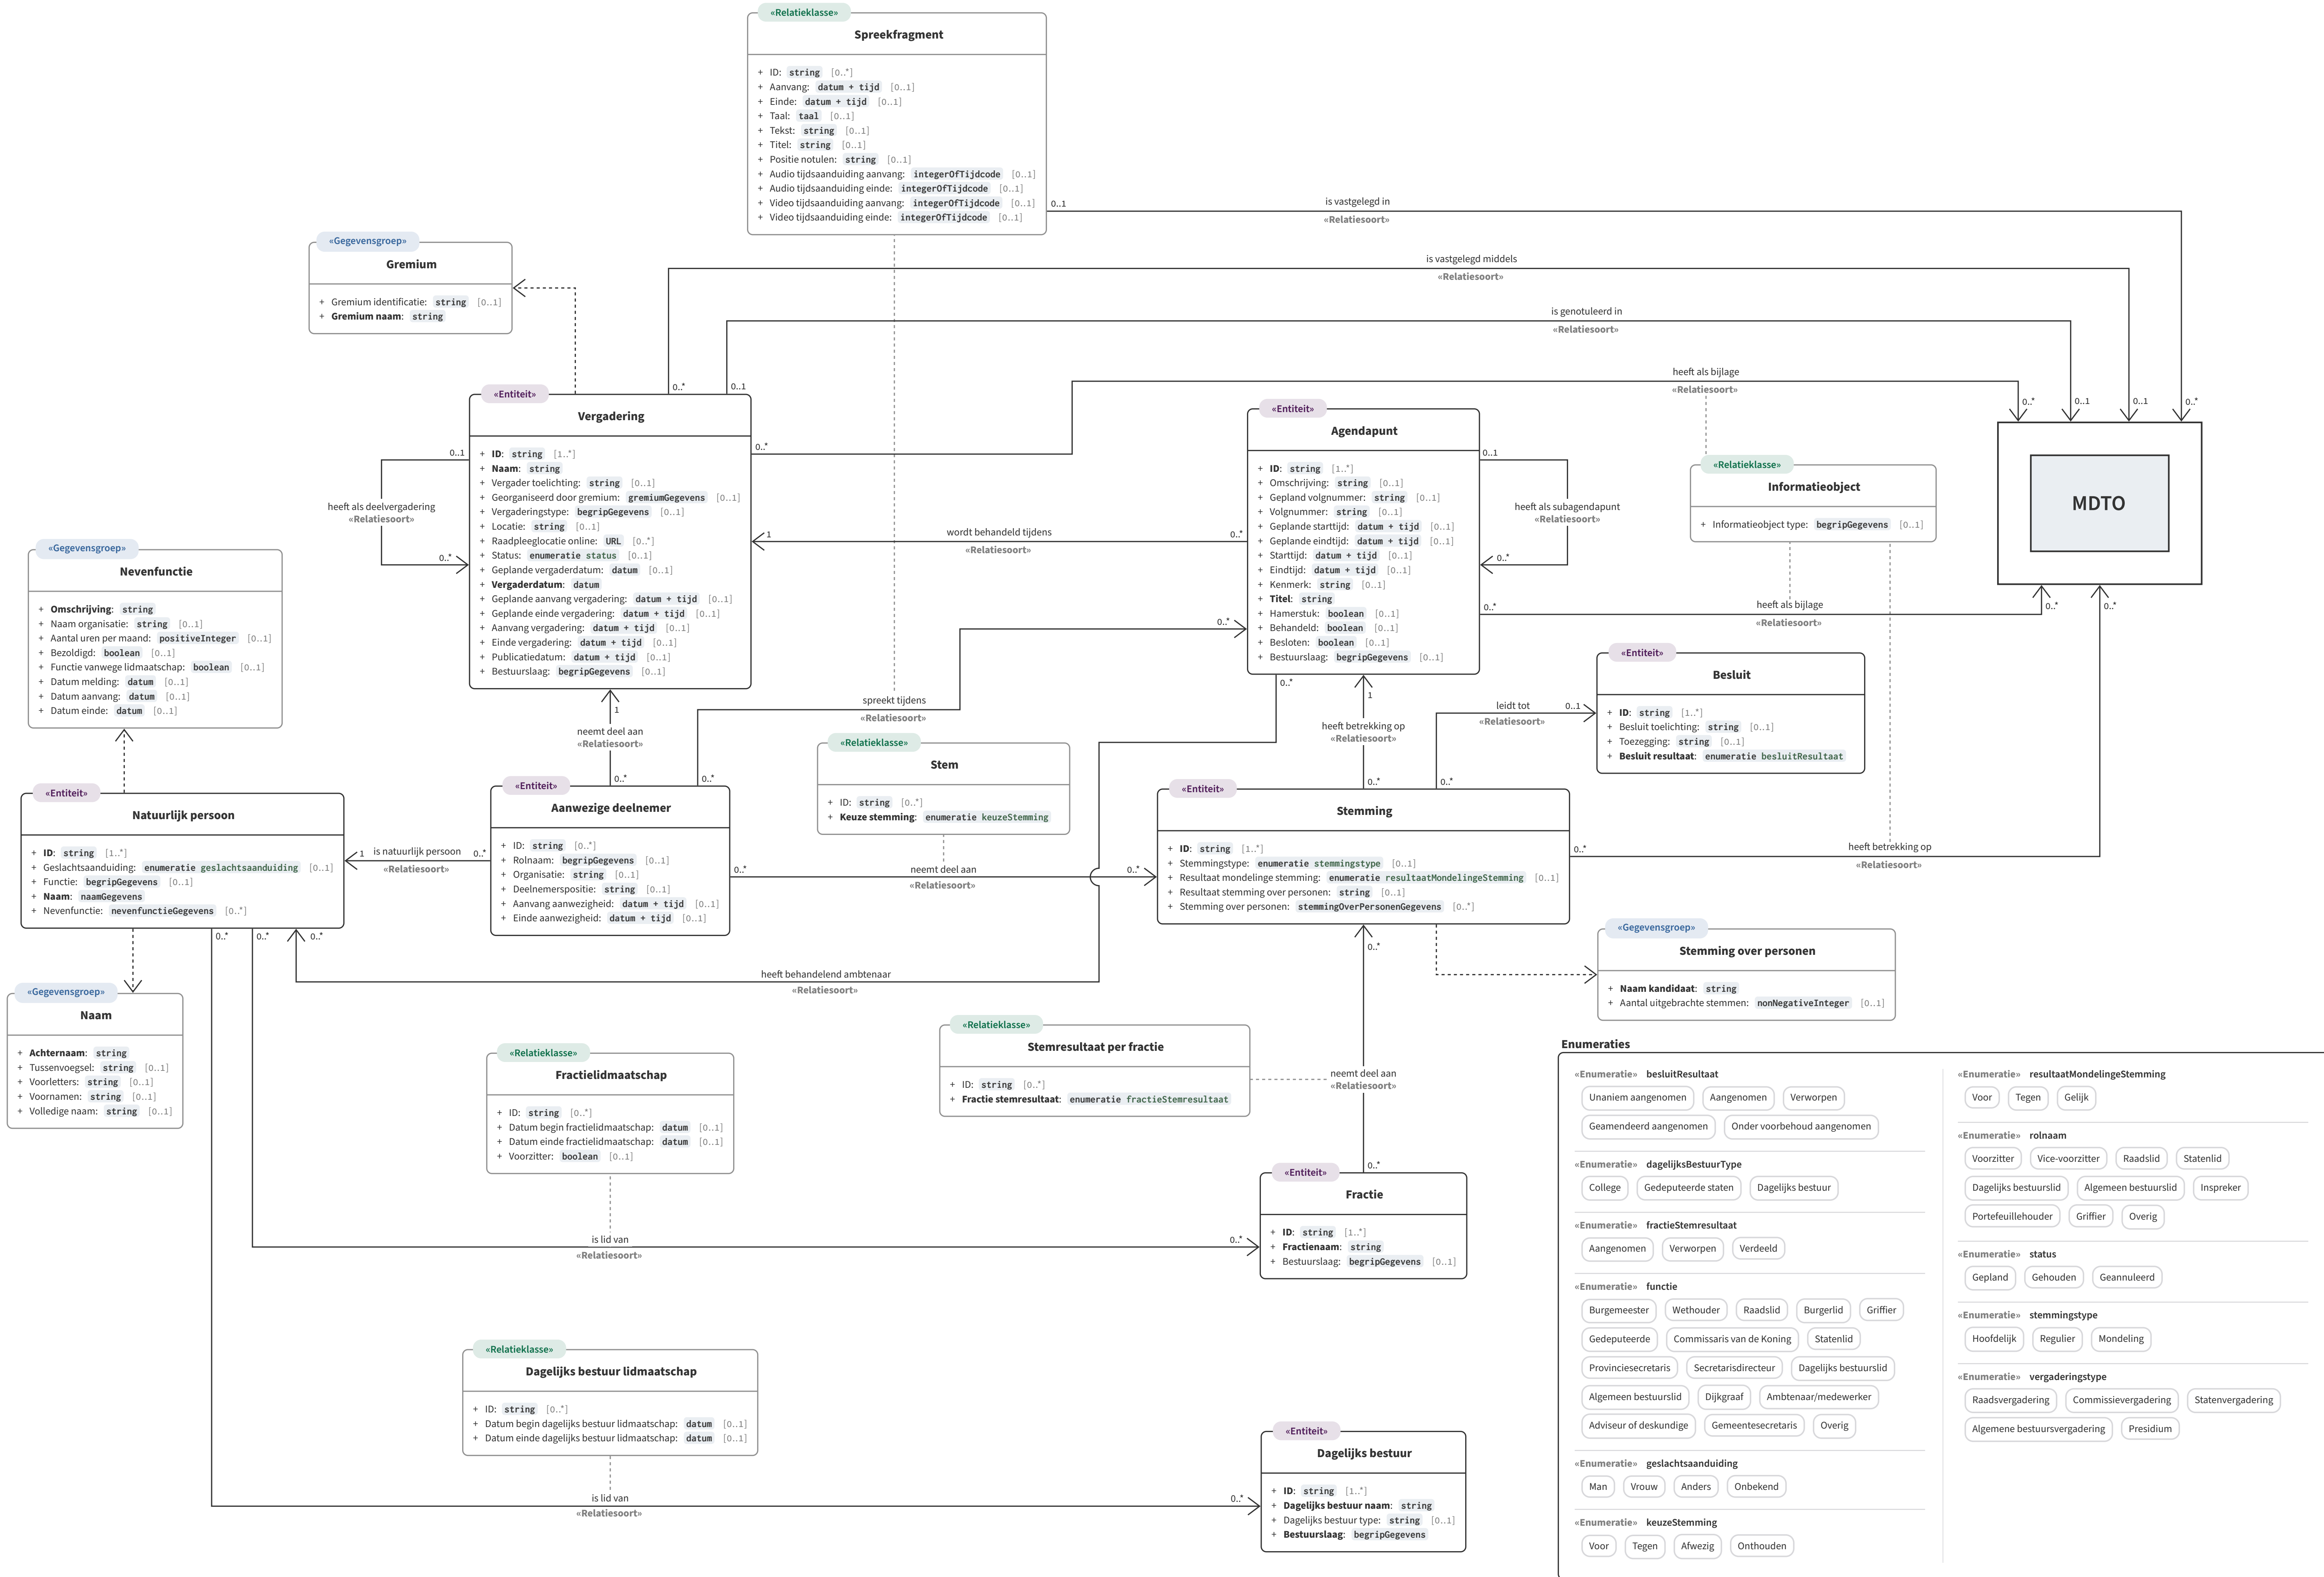 «Relatieklasse»
Spreekfragment
+ ID: string [0..*]
+ Aanvang: datum + tijd [0..1]
+ Einde: datum + tijd [0..1]
+ Taal: taal [0..1]
+ Tekst: string [0..1]
+ Titel: string [0..1]
+ Positie notulen: string [0..1]
+ Audio tijdsaanduiding aanvang: integerOfTijdcode [0..1]
+ Audio tijdsaanduiding einde: integerOfTijdcode [0..1]
+ Video tijdsaanduiding aanvang: integerOfTijdcode [0..1]
+ Video tijdsaanduiding einde: integerOfTijdcode [0..1]
0..1
is vastgelegd in
«Relatiesoort»
«Gegevensgroep»
Gremium
+ Gremium identificatie: string [0..1]
+ Gremium naam: string
is vastgelegd middels
«Relatiesoort»
is genotuleerd in
«Relatiesoort»
heeft als bijlage
«Relatiesoort»
0..*
0..1
0..*
0..1
0..1
0..*
«Entiteit»
Vergadering
+ ID: string [1..*]
+ Naam: string
+ Vergader toelichting: string [0..1]
+ Georganiseerd door gremium: gremiumGegevens [0..1]
+ Vergaderingstype: begripGegevens [0..1]
+ Locatie: string [0..1]
+ Raadpleeglocatie online: URL [0..*]
+ Status: enumeratie status [0..1]
+ Geplande vergaderdatum: datum [0..1]
+ Vergaderdatum: datum
+ Geplande aanvang vergadering: datum + tijd [0..1]
+ Geplande einde vergadering: datum + tijd [0..1]
+ Aanvang vergadering: datum + tijd [0..1]
+ Einde vergadering: datum + tijd [0..1]
+ Publicatiedatum: datum + tijd [0..1]
+ Bestuurslaag: begripGegevens [0..1]
0..1
heeft als deelvergadering
«Relatiesoort»
0..*
0..*
1
wordt behandeld tijdens
«Relatiesoort»
0..*
«Entiteit»
Agendapunt
+ ID: string [1..*]
+ Omschrijving: string [0..1]
+ Gepland volgnummer: string [0..1]
+ Volgnummer: string [0..1]
+ Geplande starttijd: datum + tijd [0..1]
+ Geplande eindtijd: datum + tijd [0..1]
+ Starttijd: datum + tijd [0..1]
+ Eindtijd: datum + tijd [0..1]
+ Kenmerk: string [0..1]
+ Titel: string
+ Hamerstuk: boolean [0..1]
+ Behandeld: boolean [0..1]
+ Besloten: boolean [0..1]
+ Bestuurslaag: begripGegevens [0..1]
0..1
heeft als subagendapunt
«Relatiesoort»
0..*
«Relatieklasse»
Informatieobject
+ Informatieobject type: begripGegevens [0..1]
MDTO
0..*
heeft als bijlage
«Relatiesoort»
0..*
0..*
«Gegevensgroep»
Nevenfunctie
+ Omschrijving: string
+ Naam organisatie: string [0..1]
+ Aantal uren per maand: positiveInteger [0..1]
+ Bezoldigd: boolean [0..1]
+ Functie vanwege lidmaatschap: boolean [0..1]
+ Datum melding: datum [0..1]
+ Datum aanvang: datum [0..1]
+ Datum einde: datum [0..1]
1
neemt deel aan
«Relatiesoort»
0..*
0..*
spreekt tijdens
«Relatiesoort»
0..*
0..*
1
heeft betrekking op
«Relatiesoort»
0..*
leidt tot
«Relatiesoort»
0..1
0..*
«Entiteit»
Besluit
+ ID: string [1..*]
+ Besluit toelichting: string [0..1]
+ Toezegging: string [0..1]
+ Besluit resultaat: enumeratie besluitResultaat
«Relatieklasse»
Stem
+ ID: string [0..*]
+ Keuze stemming: enumeratie keuzeStemming
«Entiteit»
Natuurlijk persoon
+ ID: string [1..*]
+ Geslachtsaanduiding: enumeratie geslachtsaanduiding [0..1]
+ Functie: begripGegevens [0..1]
+ Naam: naamGegevens
+ Nevenfunctie: nevenfunctieGegevens [0..*]
1
is natuurlijk persoon
«Relatiesoort»
0..*
«Entiteit»
Aanwezige deelnemer
+ ID: string [0..*]
+ Rolnaam: begripGegevens [0..1]
+ Organisatie: string [0..1]
+ Deelnemerspositie: string [0..1]
+ Aanvang aanwezigheid: datum + tijd [0..1]
+ Einde aanwezigheid: datum + tijd [0..1]
0..*
neemt deel aan
«Relatiesoort»
0..*
«Entiteit»
Stemming
+ ID: string [1..*]
+ Stemmingstype: enumeratie stemmingstype [0..1]
+ Resultaat mondelinge stemming: enumeratie resultaatMondelingeStemming [0..1]
+ Resultaat stemming over personen: string [0..1]
+ Stemming over personen: stemmingOverPersonenGegevens [0..*]
0..*
heeft betrekking op
«Relatiesoort»
0..*
0..*
0..*
heeft behandelend ambtenaar
«Relatiesoort»
0..*
«Gegevensgroep»
Stemming over personen
+ Naam kandidaat: string
+ Aantal uitgebrachte stemmen: nonNegativeInteger [0..1]
«Gegevensgroep»
Naam
+ Achternaam: string
+ Tussenvoegsel: string [0..1]
+ Voorletters: string [0..1]
+ Voornamen: string [0..1]
+ Volledige naam: string [0..1]
«Relatieklasse»
Fractielidmaatschap
+ ID: string [0..*]
+ Datum begin fractielidmaatschap: datum [0..1]
+ Datum einde fractielidmaatschap: datum [0..1]
+ Voorzitter: boolean [0..1]
«Relatieklasse»
Stemresultaat per fractie
+ ID: string [0..*]
+ Fractie stemresultaat: enumeratie fractieStemresultaat
neemt deel aan
«Relatiesoort»
0..*
«Entiteit»
Fractie
+ ID: string [1..*]
+ Fractienaam: string
+ Bestuurslaag: begripGegevens [0..1]
is lid van
«Relatiesoort»
0..*
«Relatieklasse»
Dagelijks bestuur lidmaatschap
+ ID: string [0..*]
+ Datum begin dagelijks bestuur lidmaatschap: datum [0..1]
+ Datum einde dagelijks bestuur lidmaatschap: datum [0..1]
is lid van
«Relatiesoort»
0..*
«Entiteit»
Dagelijks bestuur
+ ID: string [1..*]
+ Dagelijks bestuur naam: string
+ Dagelijks bestuur type: string [0..1]
+ Bestuurslaag: begripGegevens
Enumeraties
«Enumeratie» besluitResultaat
Unaniem aangenomen Aangenomen Verworpen
Geamendeerd aangenomen Onder voorbehoud aangenomen
«Enumeratie» dagelijksBestuurType
College Gedeputeerde staten Dagelijks bestuur
«Enumeratie» fractieStemresultaat
Aangenomen Verworpen Verdeeld
«Enumeratie» functie
Burgemeester Wethouder Raadslid Burgerlid Griffier
Gedeputeerde Commissaris van de Koning Statenlid
Provinciesecretaris Secretarisdirecteur Dagelijks bestuurslid
Algemeen bestuurslid Dijkgraaf Ambtenaar/medewerker
Adviseur of deskundige Gemeentesecretaris Overig
«Enumeratie» geslachtsaanduiding
Man Vrouw Anders Onbekend
«Enumeratie» keuzeStemming
Voor Tegen Afwezig Onthouden
«Enumeratie» resultaatMondelingeStemming
Voor Tegen Gelijk
«Enumeratie» rolnaam
Voorzitter Vice-voorzitter Raadslid Statenlid
Dagelijks bestuurslid Algemeen bestuurslid Inspreker
Portefeuillehouder Griffier Overig
«Enumeratie» status
Gepland Gehouden Geannuleerd
«Enumeratie» stemmingstype
Hoofdelijk Regulier Mondeling
«Enumeratie» vergaderingstype
Raadsvergadering Commissievergadering Statenvergadering
Algemene bestuursvergadering Presidium